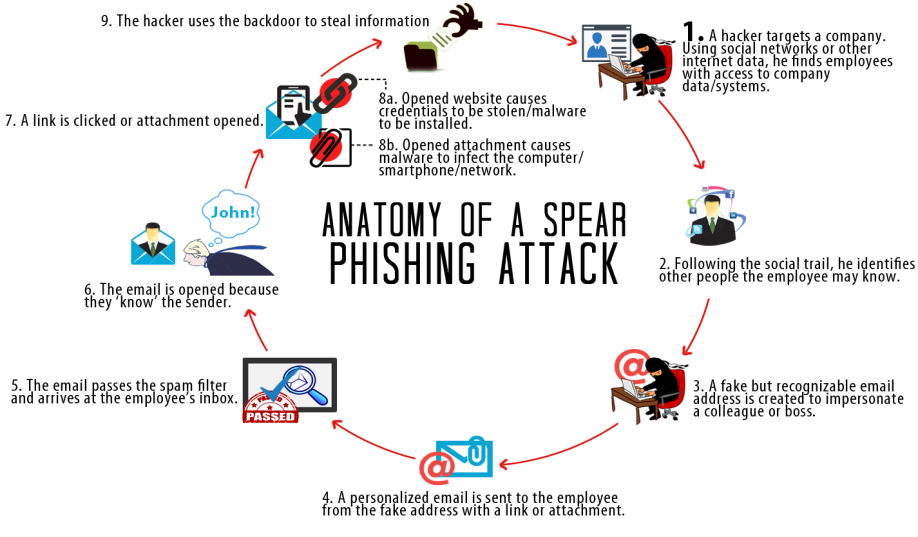 9. The hacker uses the backdoor to steal information
1. A hacker targets a company.
Using social networks or other
internet data, he finds employees
with access to company
data/systems.
8a. Opened website causes
credentials to be stolen/malware
to be installed.
7. A link is clicked or attachment opened.
8b. Opened attachment causes
malware to infect the computer/
smartphone/network.
John!
ANATOMY OF A SPEAR
PHISHING ATTACK
2. Following the social trail, he identifies
other people the employee may know.
6. The email is opened because
they ‘know’ the sender.
5. The email passes the spam filter
and arrives at the employee’s inbox.
PASSED
3. A fake but recognizable email
address is created to impersonate
a colleague or boss.
4. A personalized email is sent to the employee
from the fake address with a link or attachment.